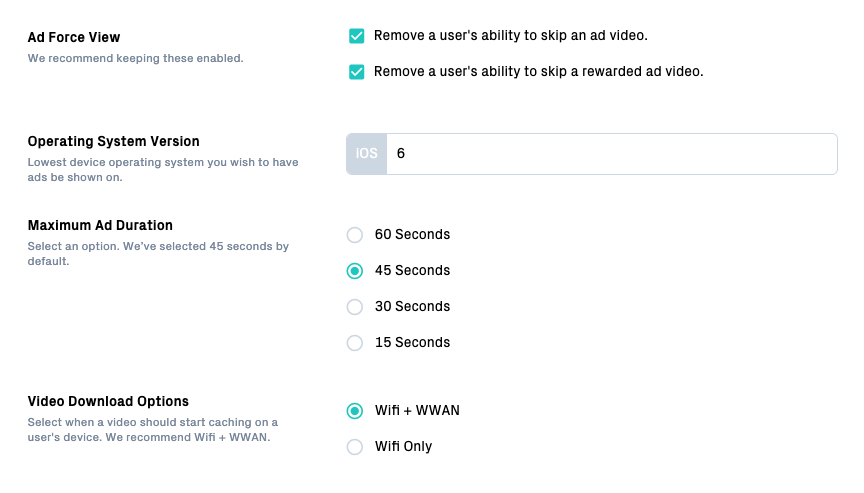 Ad Force View
We recommend keeping these enabled.
Remove a user's ability to skip an ad video.
Remove a user's ability to skip a rewarded ad video.
Operating System Version
Lowest device operating system you wish to have
ads be shown on.
iOS 6
Maximum Ad Duration
Select an option. We've selected 45 seconds by
default.
60 Seconds
45 Seconds
30 Seconds
15 Seconds
Video Download Options
Select when a video should start caching on a
user's device. We recommend Wifi + WWAN.
Wifi + WWAN
Wifi Only